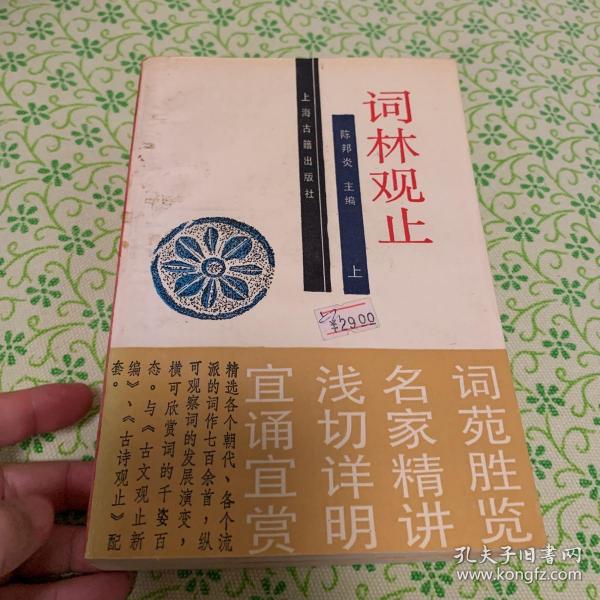 词林观止
陈邦炎 主编
上
上海古籍出版社
¥29.00
词苑胜览
名家精讲
浅切详明
宜诵宜赏
精选各个朝代、各个流
派的词作七百余首，纵
可观察词的发展演变，
横可欣赏词的千姿百
态。与《古文观止新
编》、《古诗观止》配
套。
孔夫子旧书网
www.kongfz.com